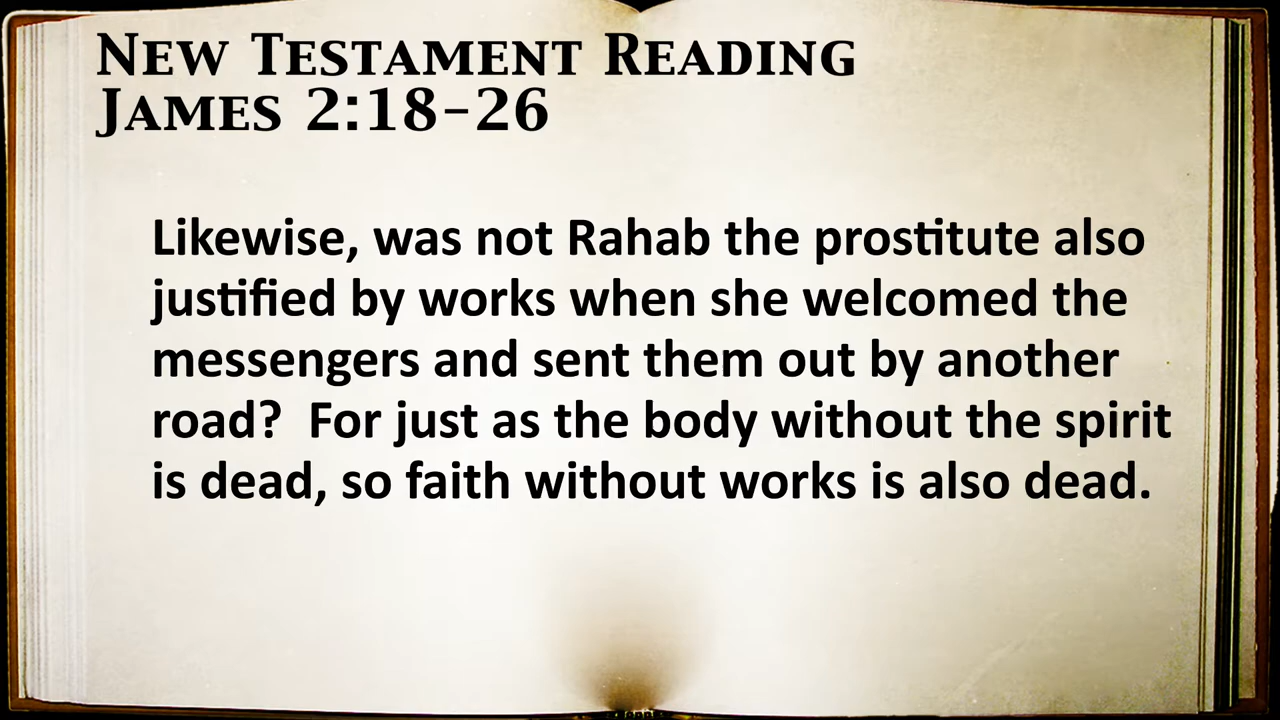 New Testament Reading
James 2:18-26
Likewise, was not Rahab the prostitute also
justified by works when she welcomed the
messengers and sent them out by another
road?  For just as the body without the spirit
is dead, so faith without works is also dead.